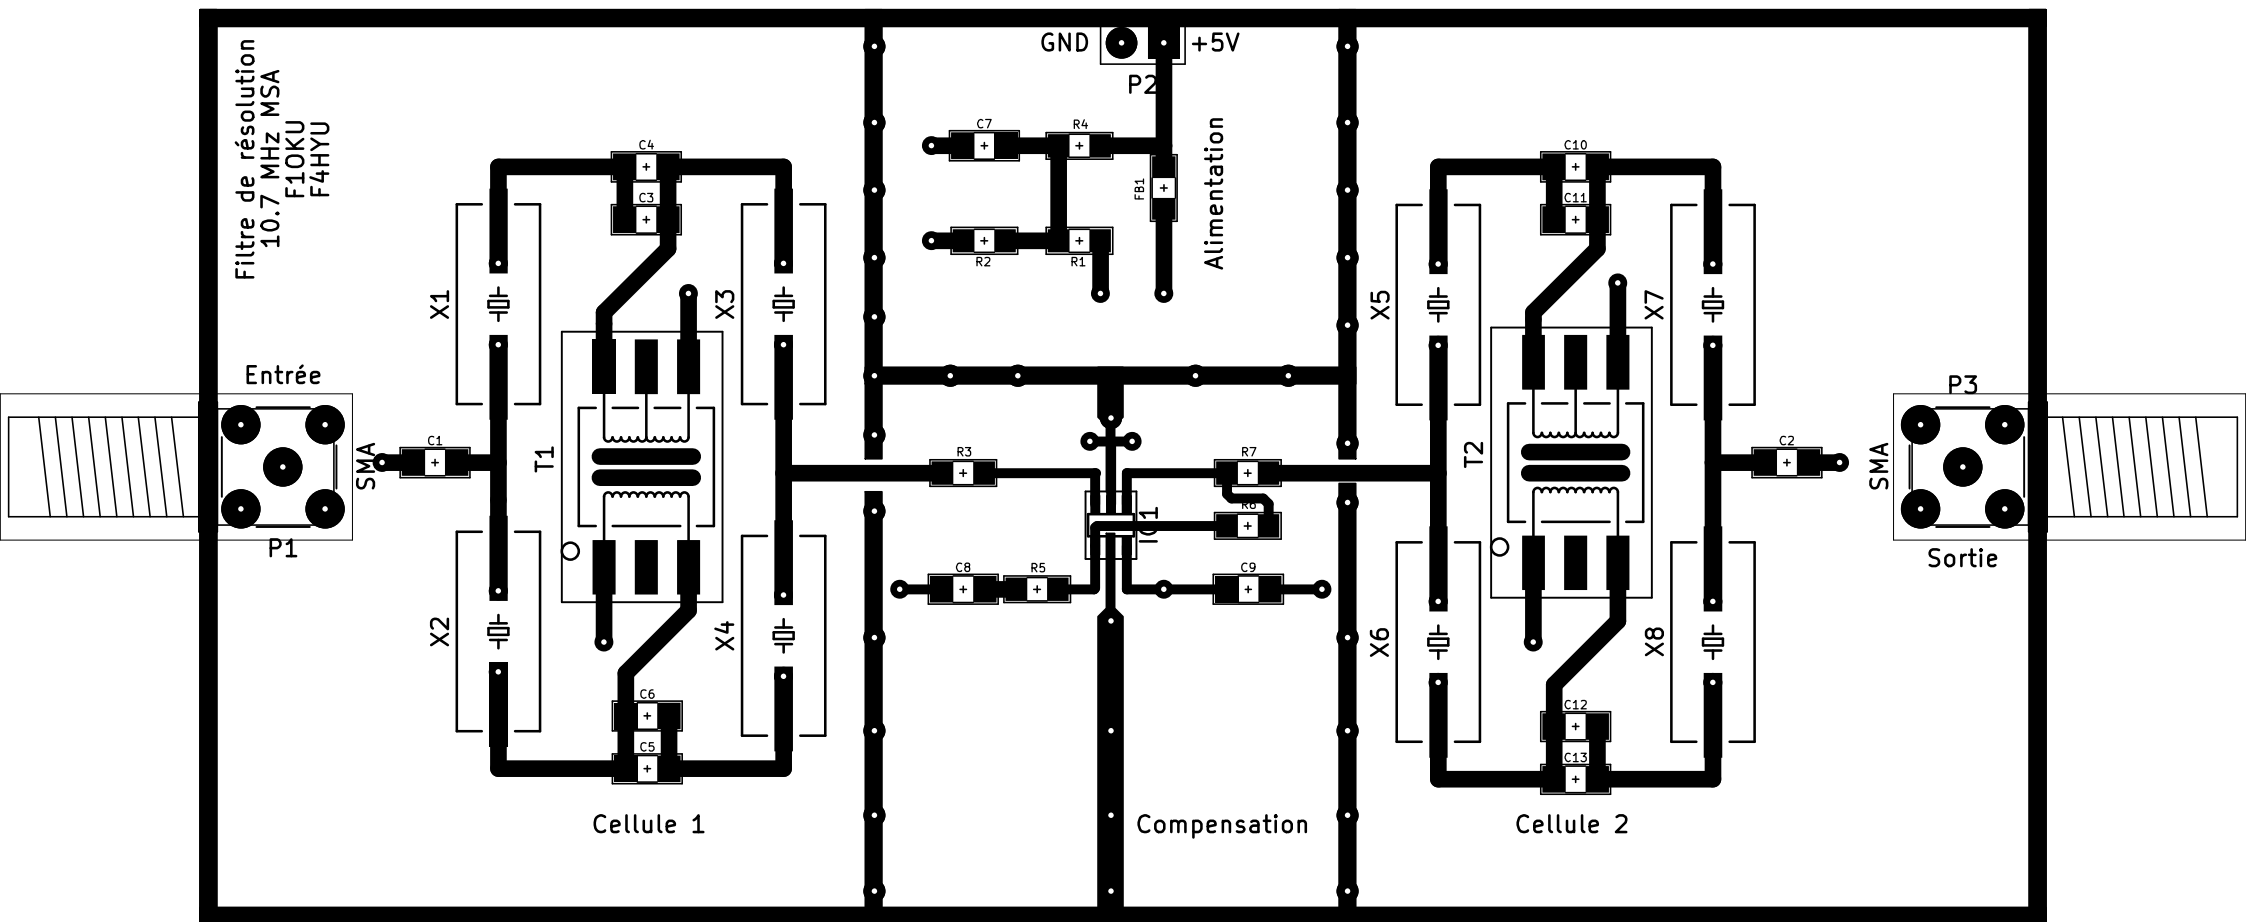 Filtre de résolution
10.7 MHz MSA
F1OKU
F4HYU
GND
+5V
P2
C7
R4
FB1
R2
R1
Alimentation
C4
C3
X1
X3
T1
Entrée
SMA
P1
C1
X2
X4
C6
C5
Cellule 1
R3
R7
R6
IC1
C8
R5
C9
Compensation
C10
C11
X5
X7
T2
P3
SMA
C2
Sortie
X6
X8
C12
C13
Cellule 2